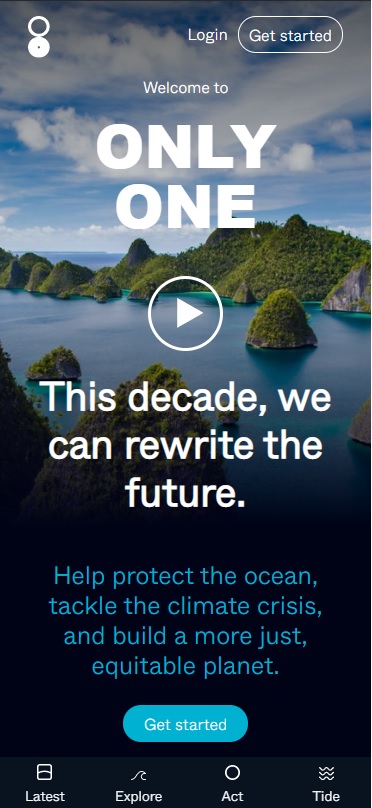 Login Get started
Welcome to
ONLY
ONE
This decade, we
can rewrite the
future.
Help protect the ocean,
tackle the climate crisis,
and build a more just,
equitable planet.
Get started
Latest Explore Act Tide